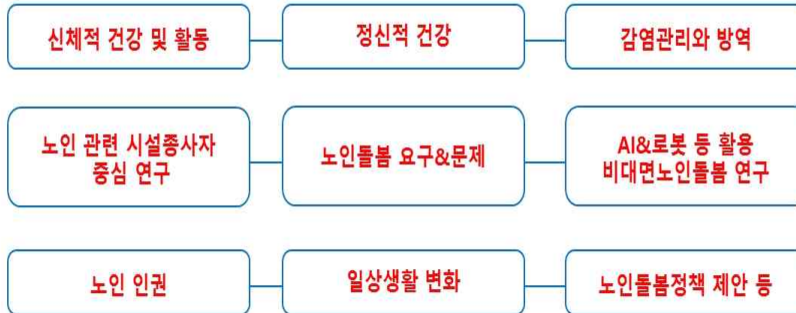 신체적 건강 및 활동
정신적 건강
감염관리와 방역
노인 관련 시설종사자
중심 연구
노인돌봄 요구&문제
AI&로봇 등 활용
비대면노인돌봄 연구
노인 인권
일상생활 변화
노인돌봄정책 제안 등